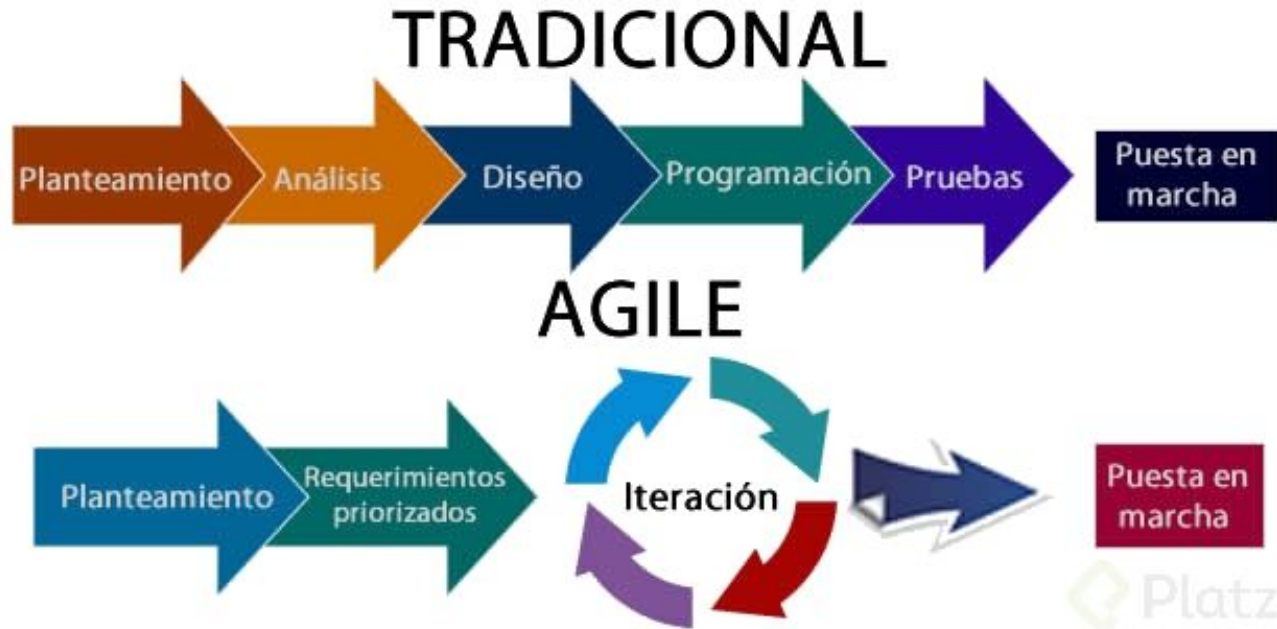 TRADICIONAL
Planteamiento
Análisis
Diseño
Programación
Pruebas
Puesta en
marcha
AGILE
Planteamiento
Requerimientos
priorizados
Iteración
Puesta en
marcha
Platz